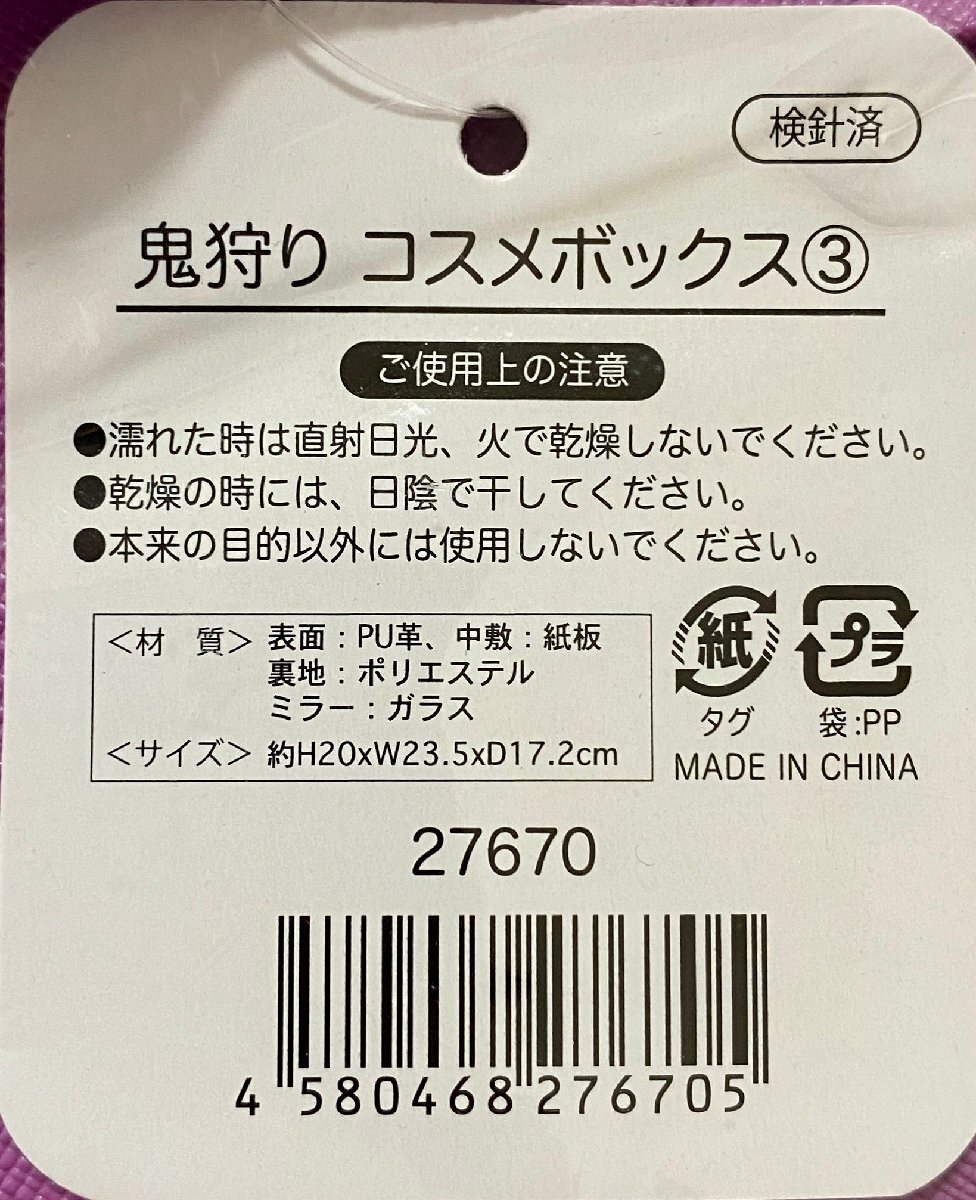 検針済
鬼狩り コスメボックス③
ご使用上の注意
●濡れた時は直射日光、火で乾燥しないでください。
●乾燥の時には、日陰で干してください。
●本来の目的以外には使用しないでください。
＜材　質＞ 表面：PU革、中敷：紙板
裏地：ポリエステル
ミラー：ガラス
＜サイズ＞ 約H20xW23.5xD17.2cm
紙 プラ
タグ 袋:PP
MADE IN CHINA
27670
4 580468 276705